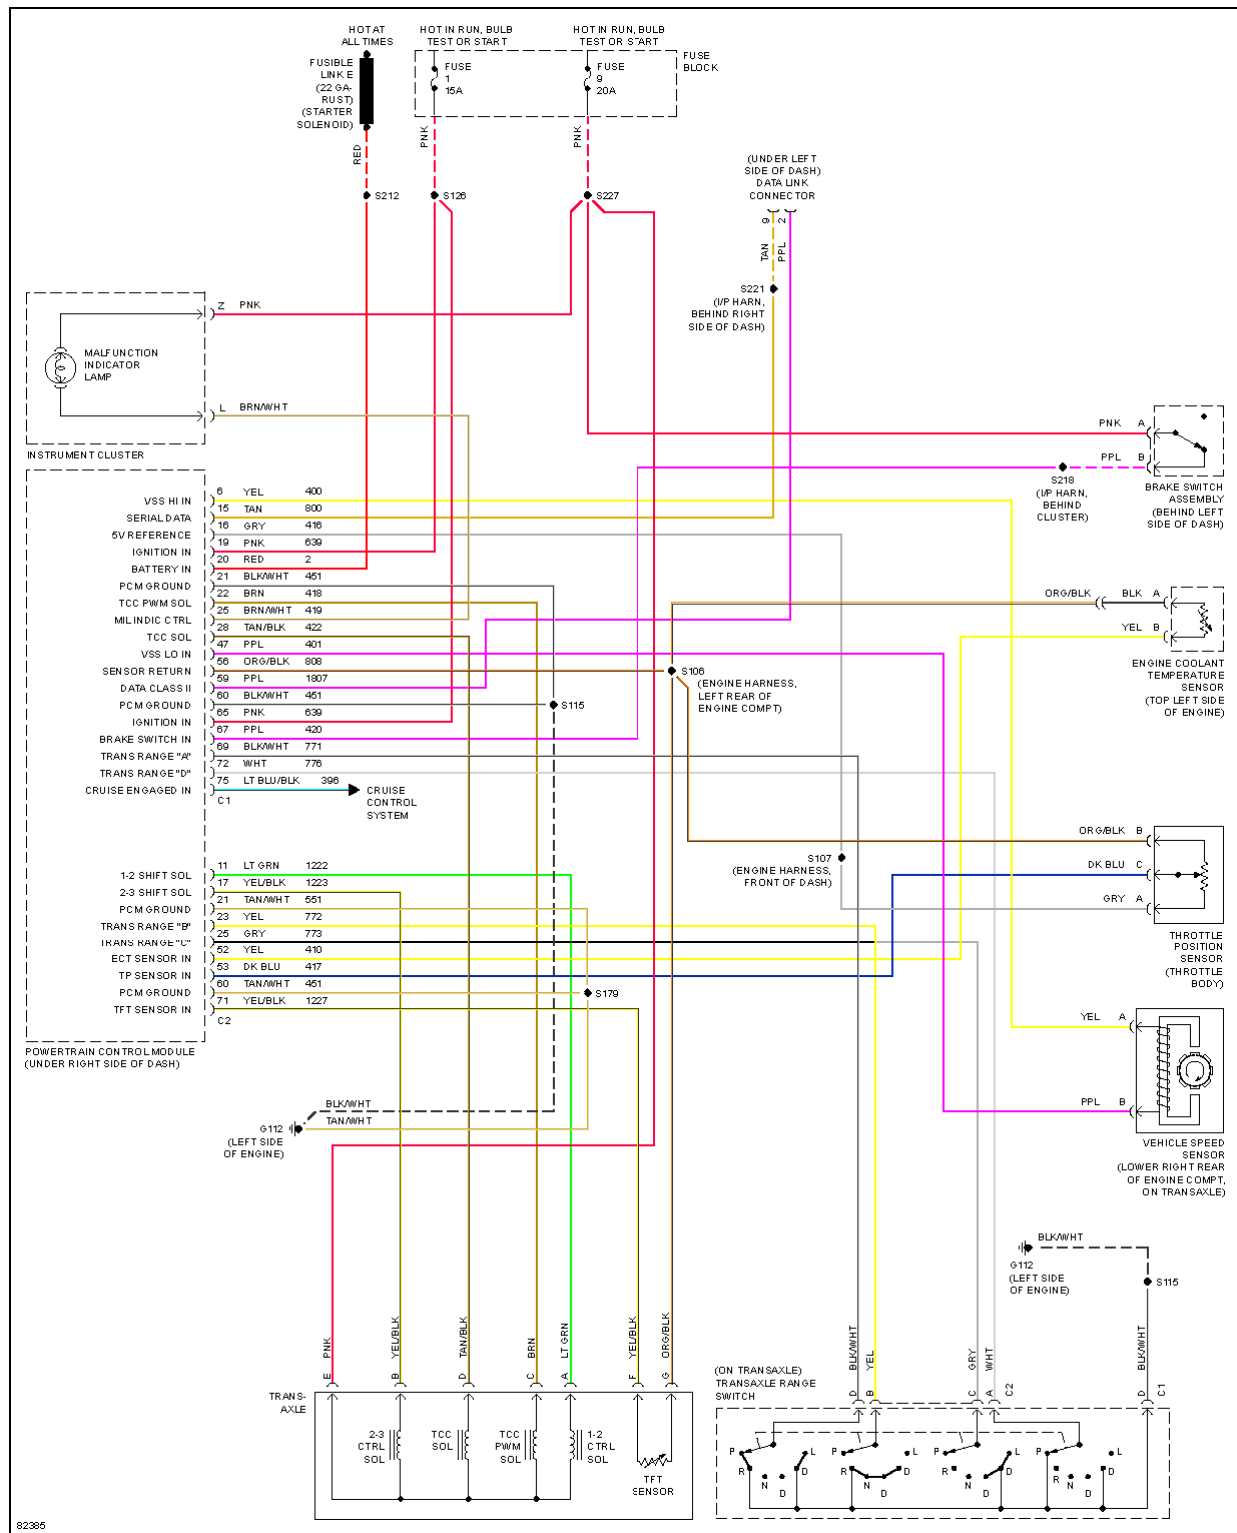 HOT AT
ALL TIMES
HOT IN RUN, BULB
TEST OR START
HOT IN RUN, BULB
TEST OR START
FUSIBLE
LINK E
(22 GA-
RUST)
(STARTER
SOLENOID)
FUSE
1
15A
FUSE
9
20A
FUSE
BLOCK
RED
PNK
PNK
S212
S126
S227
(UNDER LEFT
SIDE OF DASH)
DATA LINK
CONNECTOR
9
2
TAN
PPL
S221
(I/P HARN,
BEHIND RIGHT
SIDE OF DASH)
Z PNK
MALFUNCTION
INDICATOR
LAMP
L BRN/WHT
INSTRUMENT CLUSTER
PNK A
PPL B
S218
(I/P HARN,
BEHIND
CLUSTER)
BRAKE SWITCH
ASSEMBLY
(BEHIND LEFT
SIDE OF DASH)
VSS HI IN 6 YEL 400
SERIAL DATA 15 TAN 800
5V REFERENCE 16 GRY 416
IGNITION IN 19 PNK 639
BATTERY IN 20 RED 2
PCM GROUND 21 BLK/WHT 451
TCC PWM SOL 22 BRN 418
MIL INDIC CTRL 25 BRN/WHT 419
TCC SOL 28 TAN/BLK 422
VSS LO IN 47 PPL 401
SENSOR RETURN 56 ORG/BLK 808
DATA CLASS II 59 PPL 1807
PCM GROUND 60 BLK/WHT 451
IGNITION IN 65 PNK 639
BRAKE SWITCH IN 67 PPL 420
TRANS RANGE "A" 69 BLK/WHT 771
TRANS RANGE "D" 72 WHT 776
CRUISE ENGAGED IN 75 LT BLU/BLK 396
C1
CRUISE
CONTROL
SYSTEM
S115
S106
(ENGINE HARNESS,
LEFT REAR OF
ENGINE COMPT)
ORG/BLK BLK A
YEL B
ENGINE COOLANT
TEMPERATURE
SENSOR
(TOP LEFT SIDE
OF ENGINE)
1-2 SHIFT SOL 11 LT GRN 1222
2-3 SHIFT SOL 17 YEL/BLK 1223
PCM GROUND 21 TAN/WHT 551
TRANS RANGE "B" 23 YEL 772
TRANS RANGE "C" 25 GRY 773
ECT SENSOR IN 52 YEL 410
TP SENSOR IN 53 DK BLU 417
PCM GROUND 60 TAN/WHT 451
TFT SENSOR IN 71 YEL/BLK 1227
C2
POWERTRAIN CONTROL MODULE
(UNDER RIGHT SIDE OF DASH)
S107
(ENGINE HARNESS,
FRONT OF DASH)
S179
ORG/BLK B
DK BLU C
GRY A
THROTTLE
POSITION
SENSOR
(THROTTLE
BODY)
YEL A
PPL B
VEHICLE SPEED
SENSOR
(LOWER RIGHT REAR
OF ENGINE COMPT,
ON TRANSAXLE)
BLK/WHT
TAN/WHT
G112
(LEFT SIDE
OF ENGINE)
BLK/WHT
G112
(LEFT SIDE
OF ENGINE)
S115
E PNK
B YEL/BLK
D TAN/BLK
C BRN
A LT GRN
F YEL/BLK
G ORG/BLK
TRANS-
AXLE
2-3
CTRL
SOL
TCC
SOL
TCC
PWM
SOL
1-2
CTRL
SOL
TFT
SENSOR
(ON TRANSAXLE)
TRANSAXLE RANGE
SWITCH
D BLK/WHT
B YEL
C GRY
A WHT
C2
D BLK/WHT
C1
P L
R D
N D
P L
R D
N D
P L
R D
N D
P L
R D
N D
82385